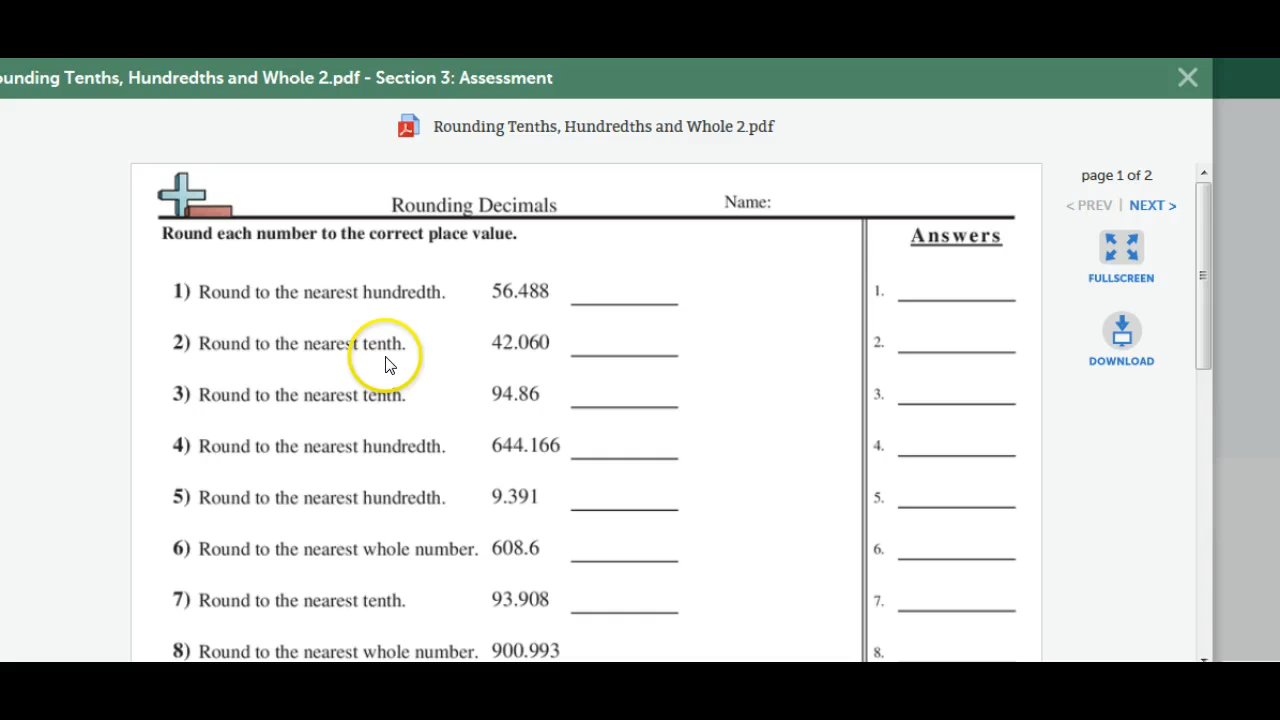 ounding Tenths, Hundredths and Whole 2.pdf - Section 3: Assessment
Rounding Tenths, Hundredths and Whole 2.pdf
page 1 of 2
< PREV | NEXT >
FULLSCREEN
DOWNLOAD
Rounding Decimals Name:
Round each number to the correct place value. Answers
1) Round to the nearest hundredth. 56.488 1.
2) Round to the nearest tenth. 42.060 2.
3) Round to the nearest tenth. 94.86 3.
4) Round to the nearest hundredth. 644.166 4.
5) Round to the nearest hundredth. 9.391 5.
6) Round to the nearest whole number. 608.6 6.
7) Round to the nearest tenth. 93.908 7.
8) Round to the nearest whole number. 900.993 8.